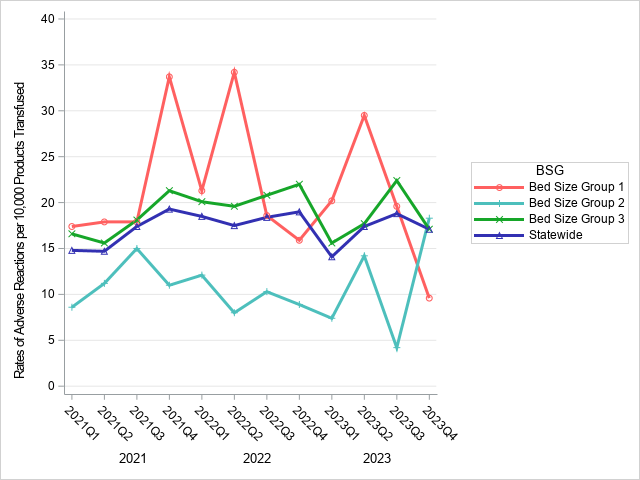 40
35
30
25
20
15
10
5
0
Rates of Adverse Reactions per 10,000 Products Transfused
2021Q1
2021Q2
2021Q3
2021Q4
2022Q1
2022Q2
2022Q3
2022Q4
2023Q1
2023Q2
2023Q3
2023Q4
2021
2022
2023
BSG
Bed Size Group 1
Bed Size Group 2
Bed Size Group 3
Statewide